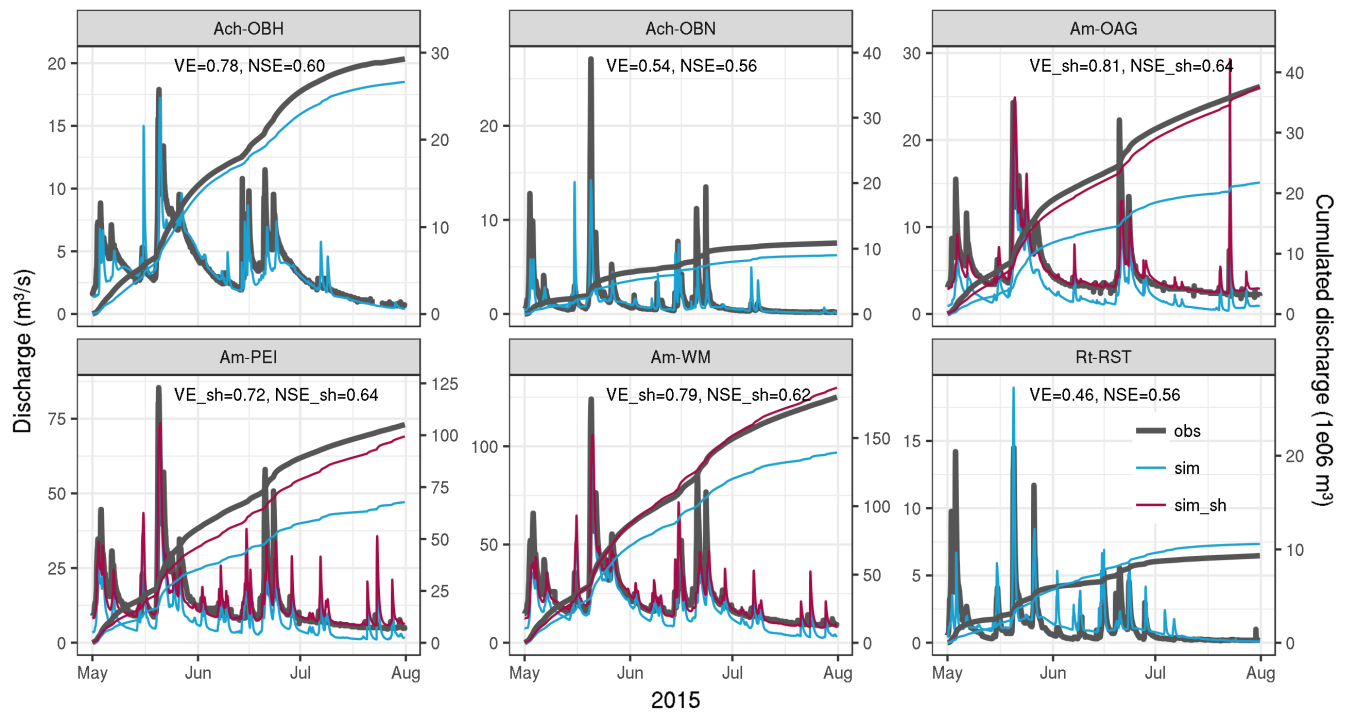 Ach-OBH
Ach-OBN
Am-OAG
VE=0.78, NSE=0.60
VE=0.54, NSE=0.56
VE_sh=0.81, NSE_sh=0.64
20
15
10
5
0
30
20
10
0
20
10
0
40
30
20
10
0
30
20
10
0
40
30
20
10
0
Am-PEI
Am-WM
Rt-RST
VE_sh=0.72, NSE_sh=0.64
VE_sh=0.79, NSE_sh=0.62
VE=0.46, NSE=0.56
75
50
25
0
125
100
75
50
25
0
100
50
0
150
100
50
0
15
10
5
0
20
10
0
obs
sim
sim_sh
May
Jun
Jul
Aug
May
Jun
Jul
Aug
May
Jun
Jul
Aug
2015
Discharge (m³/s)
Cumulated discharge (1e06 m³)